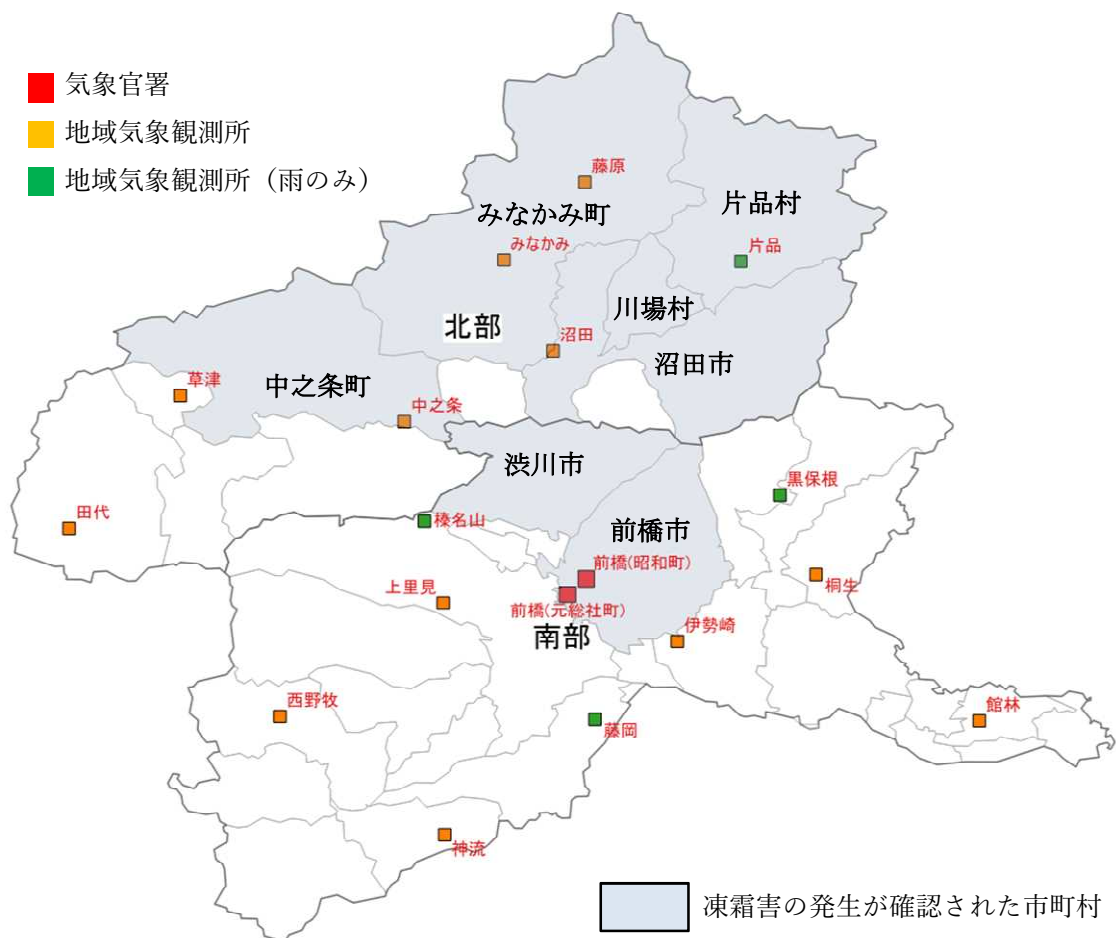 気象官署
地域気象観測所
地域気象観測所（雨のみ）
藤原
みなかみ町
片品村
みなかみ
片品
川場村
北部
沼田
沼田市
草津
中之条町
中之条
渋川市
黒保根
田代
榛名山
前橋市
前橋(昭和町)
上里見
桐生
前橋(元総社町)
伊勢崎
南部
西野牧
藤岡
館林
神流
凍霜害の発生が確認された市町村